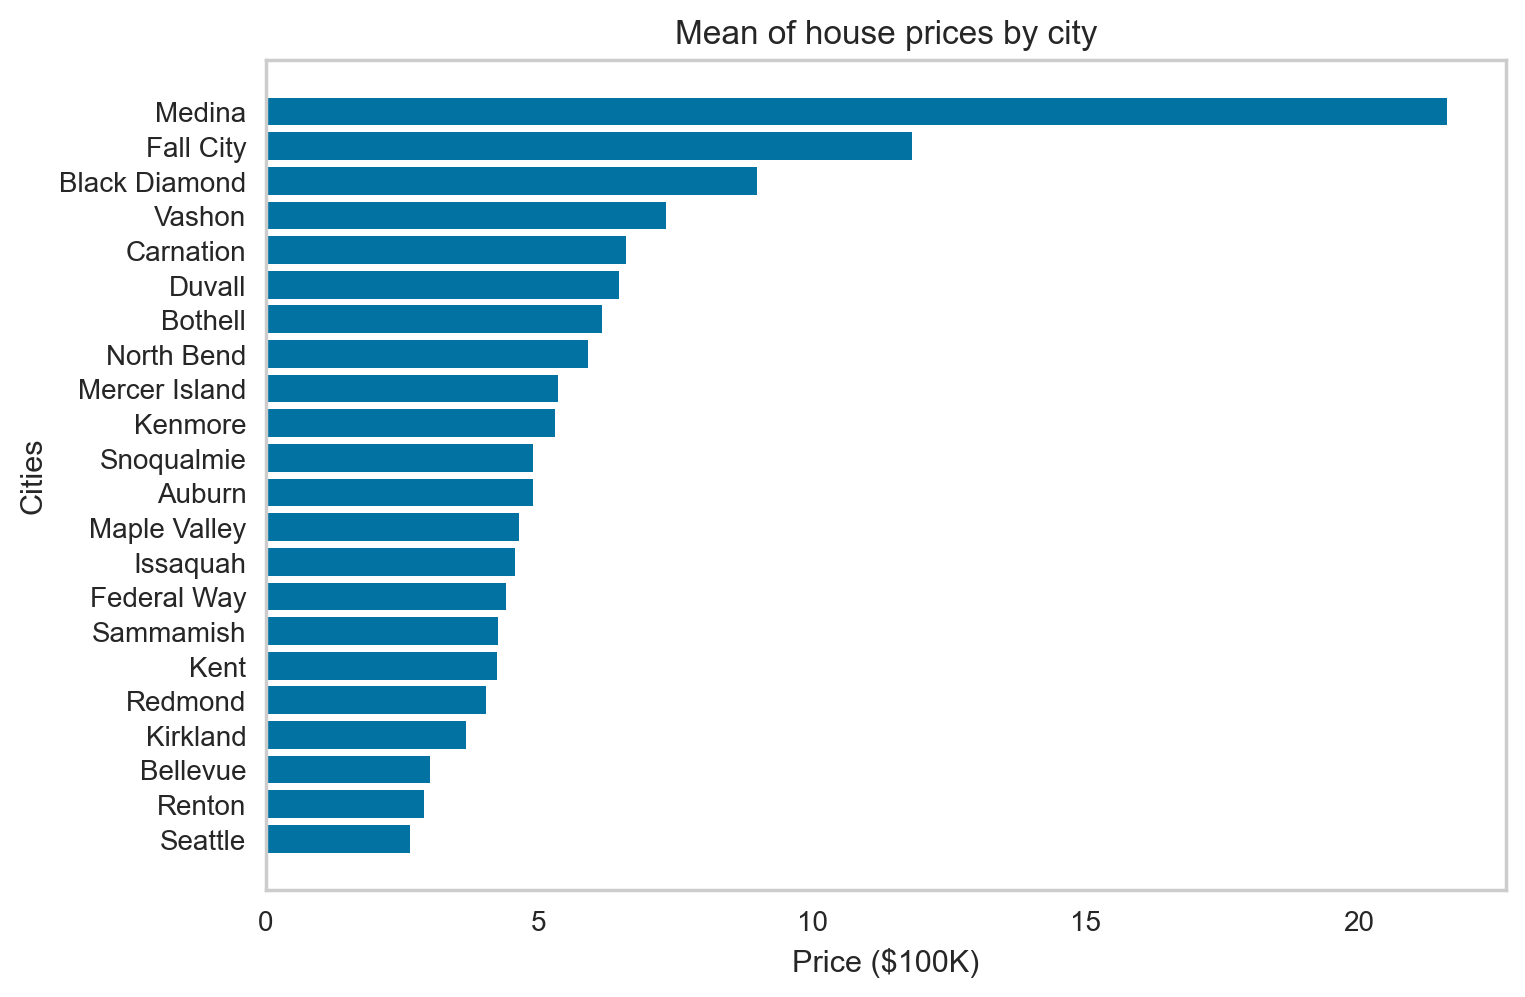 Mean of house prices by city
Medina
Fall City
Black Diamond
Vashon
Carnation
Duvall
Bothell
North Bend
Mercer Island
Kenmore
Snoqualmie
Auburn
Maple Valley
Issaquah
Federal Way
Sammamish
Kent
Redmond
Kirkland
Bellevue
Renton
Seattle
Cities
0 5 10 15 20
Price ($100K)